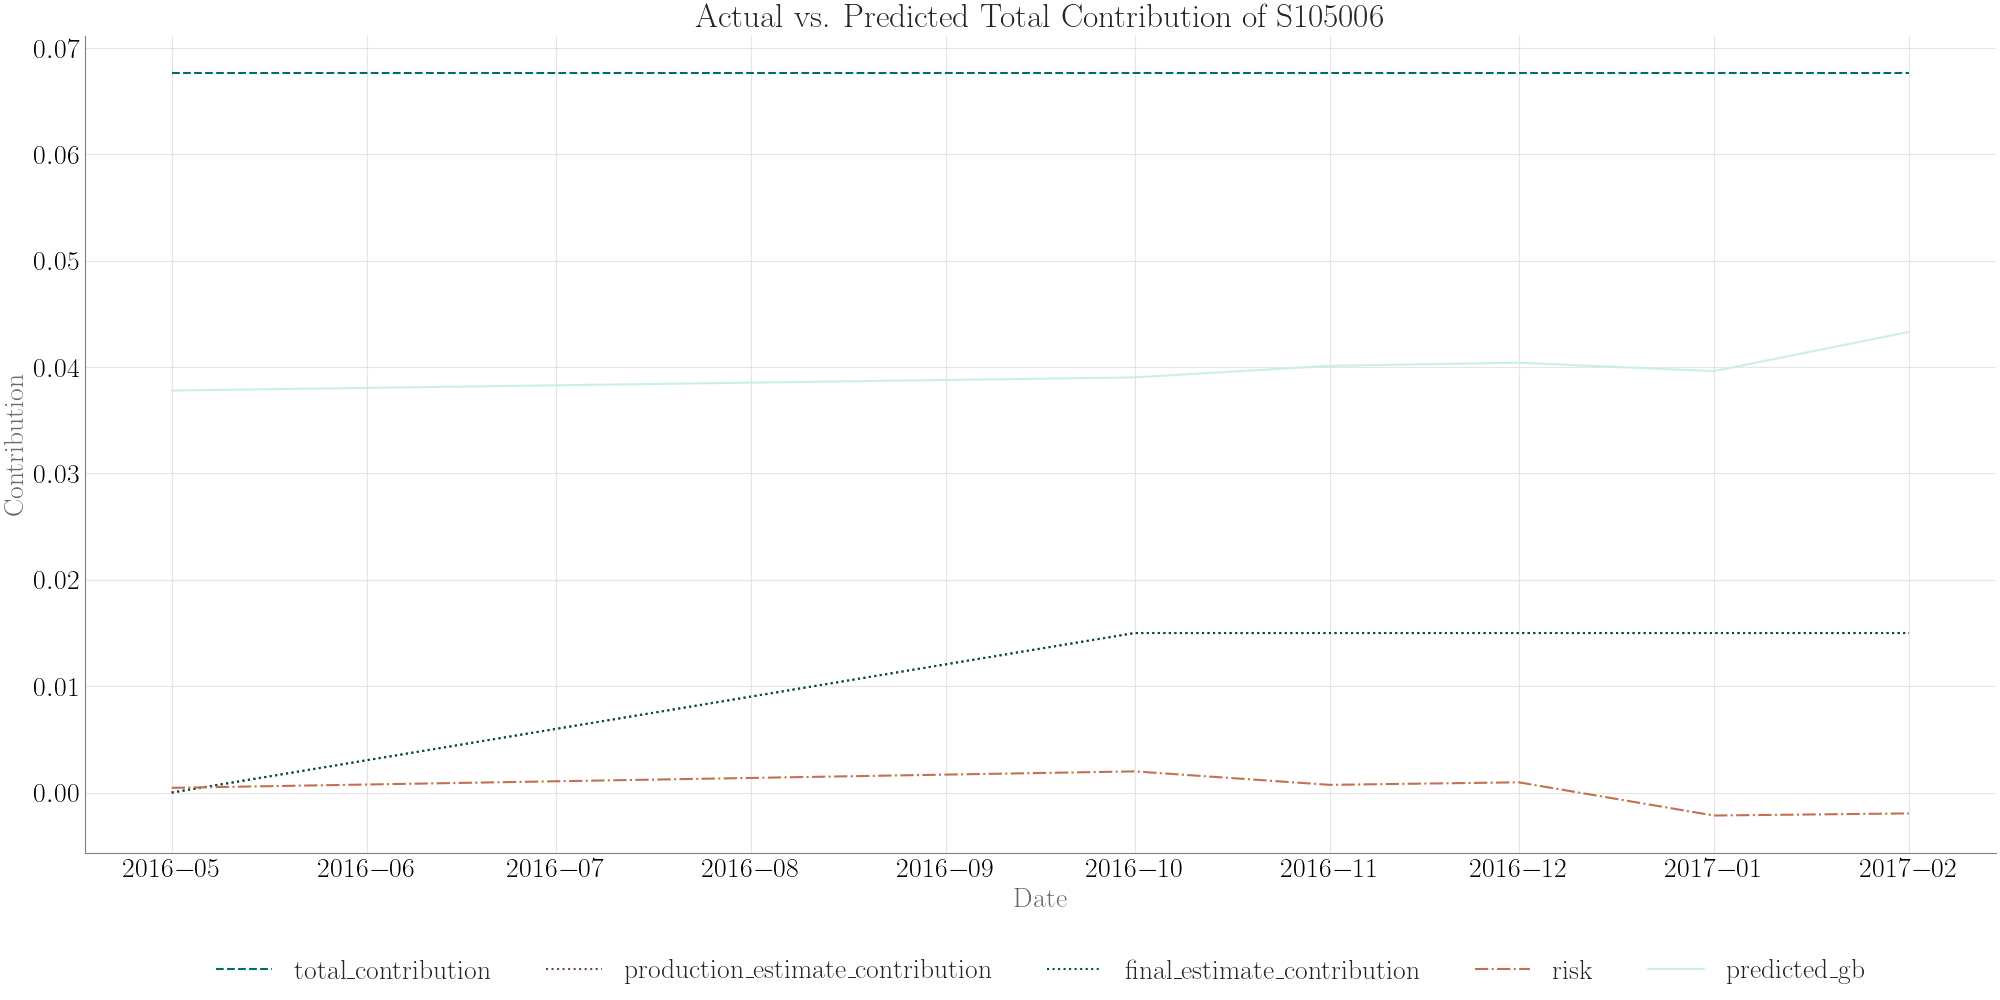 Actual vs. Predicted Total Contribution of S105006
0.07
0.06
0.05
0.04
0.03
0.02
0.01
0.00
Contribution
2016–05 2016–06 2016–07 2016–08 2016–09 2016–10 2016–11 2016–12 2017–01 2017–02
Date
total_contribution production_estimate_contribution final_estimate_contribution risk predicted_gb